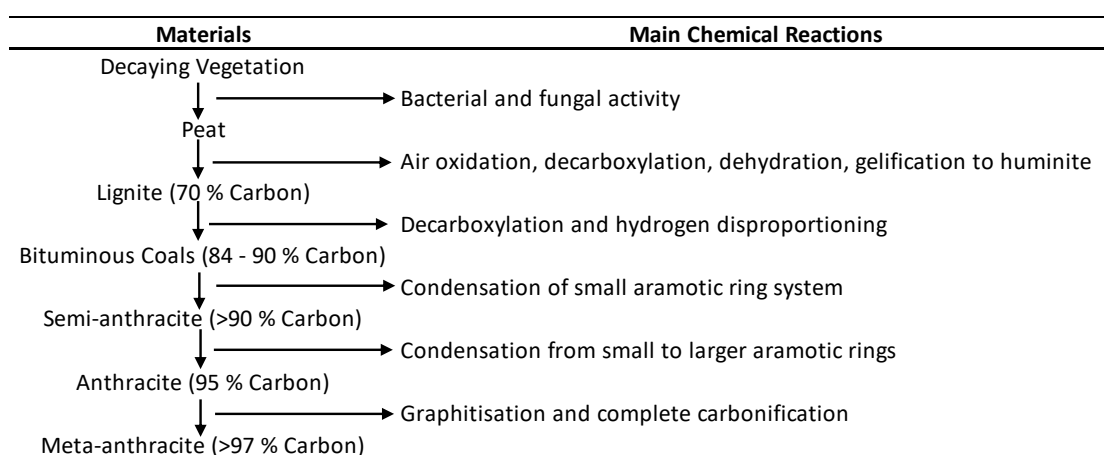 Materials Main Chemical Reactions
Decaying Vegetation
Bacterial and fungal activity
Peat
Air oxidation, decarboxylation, dehydration, gelification to huminite
Lignite (70 % Carbon)
Decarboxylation and hydrogen disproportioning
Bituminous Coals (84 - 90 % Carbon)
Condensation of small aramotic ring system
Semi-anthracite (>90 % Carbon)
Condensation from small to larger aramotic rings
Anthracite (95 % Carbon)
Graphitisation and complete carbonification
Meta-anthracite (>97 % Carbon)